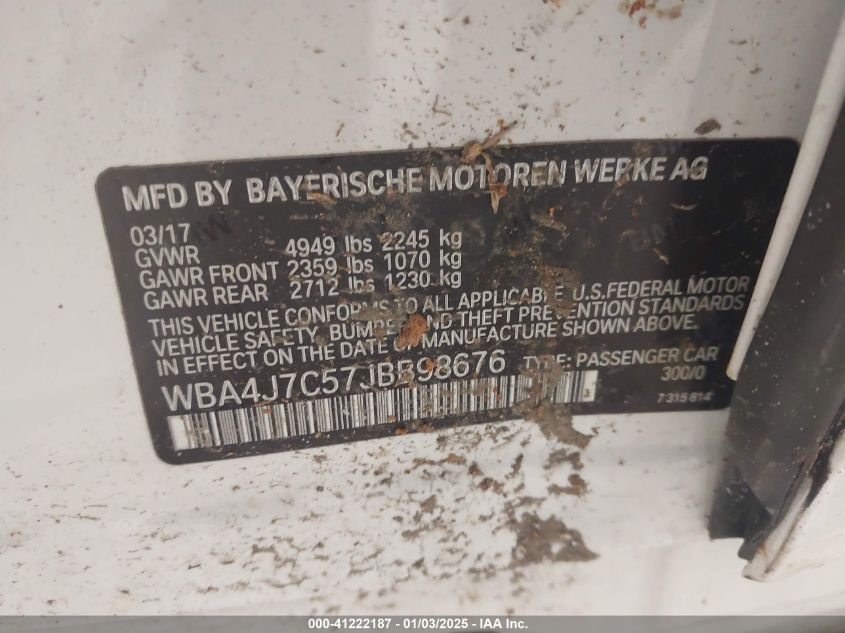 MFD BY BAYERISCHE MOTOREN WERKE AG
03/17
GVWR 4949 lbs 2245 kg
GAWR FRONT 2359 lbs 1070 kg
GAWR REAR 2712 lbs 1230 kg
THIS VEHICLE CONFORMS TO ALL APPLICABLE U.S.FEDERAL MOTOR
VEHICLE SAFETY, BUMPER, AND THEFT PREVENTION STANDARDS
IN EFFECT ON THE DATE OF MANUFACTURE SHOWN ABOVE.
WBA4J7C57JBB98676 TYPE: PASSENGER CAR
300/0
7 315 814
000-41222187 - 01/03/2025 - IAA Inc.